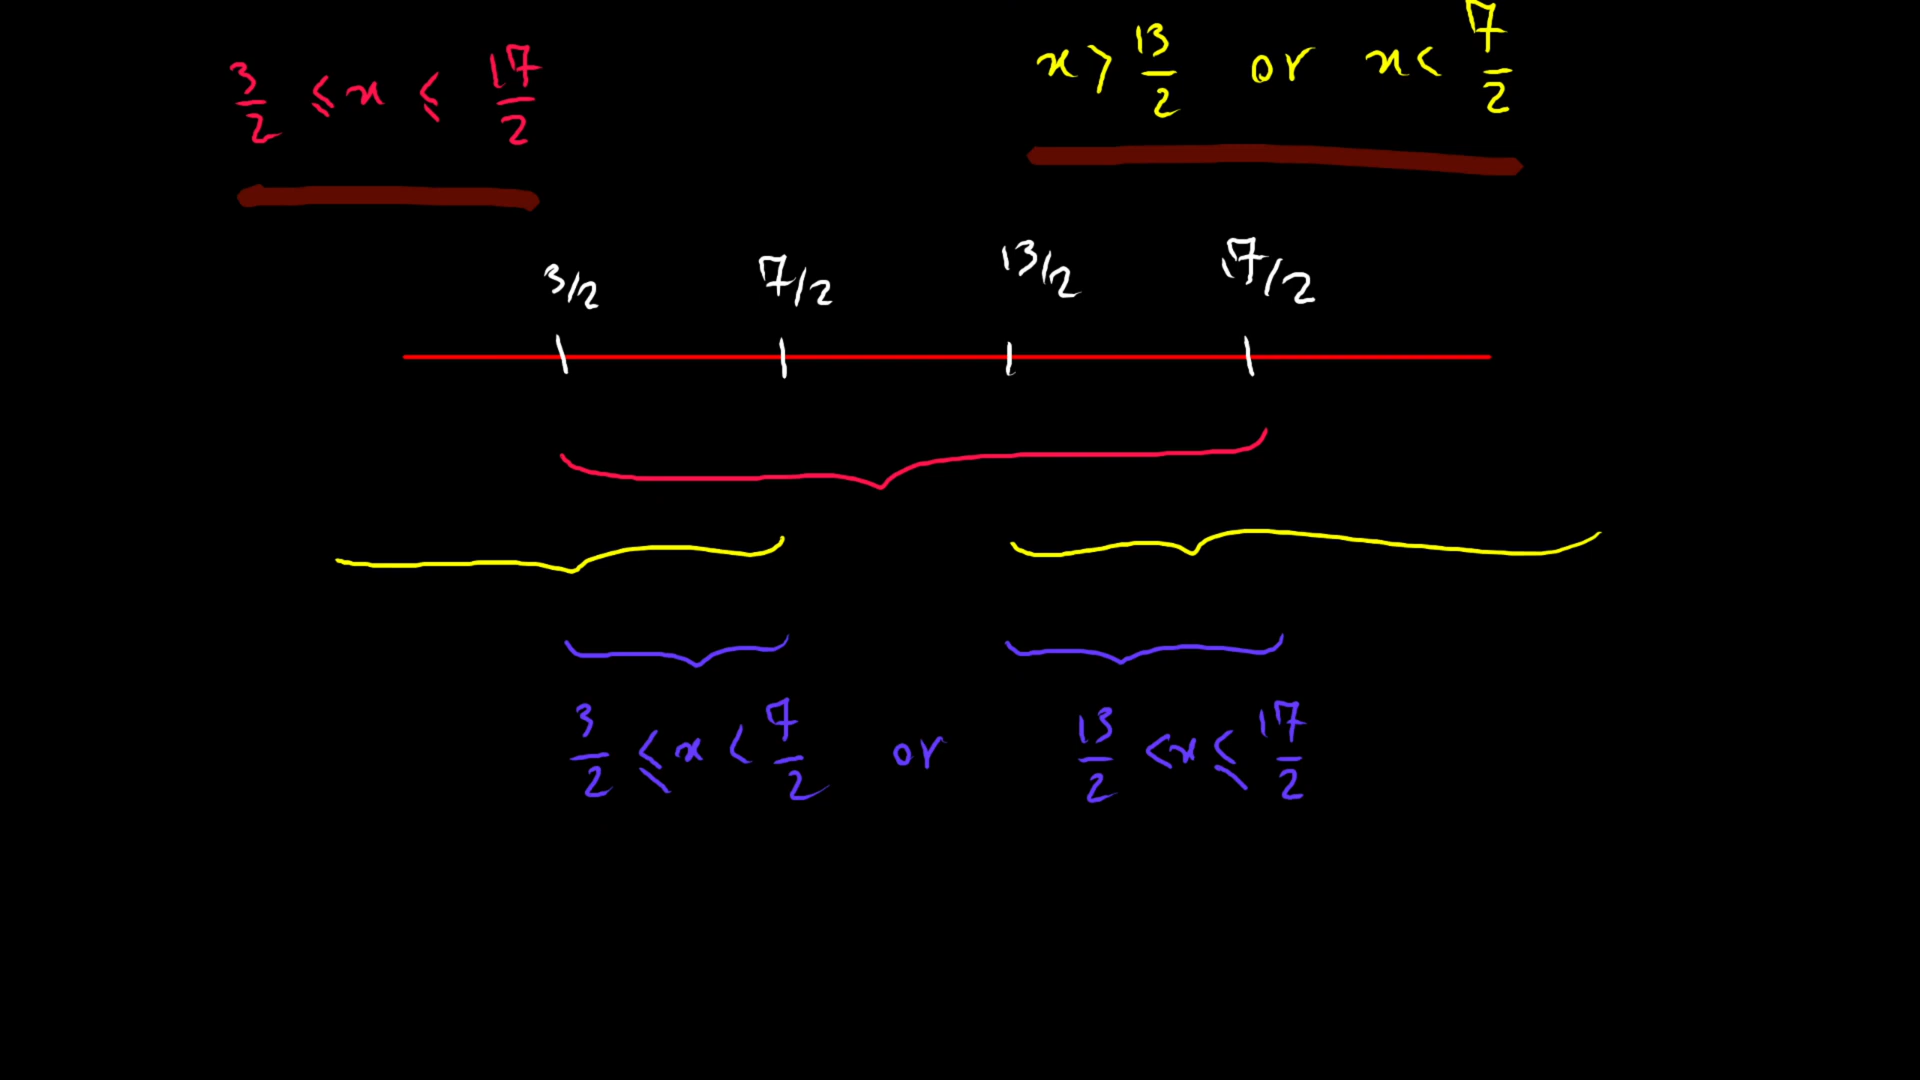 3/2 ≤ x ≤ 17/2
x > 13/2 or x < 7/2
3/2 7/2 13/2 17/2
3/2 ≤ x < 7/2 or 13/2 < x ≤ 17/2